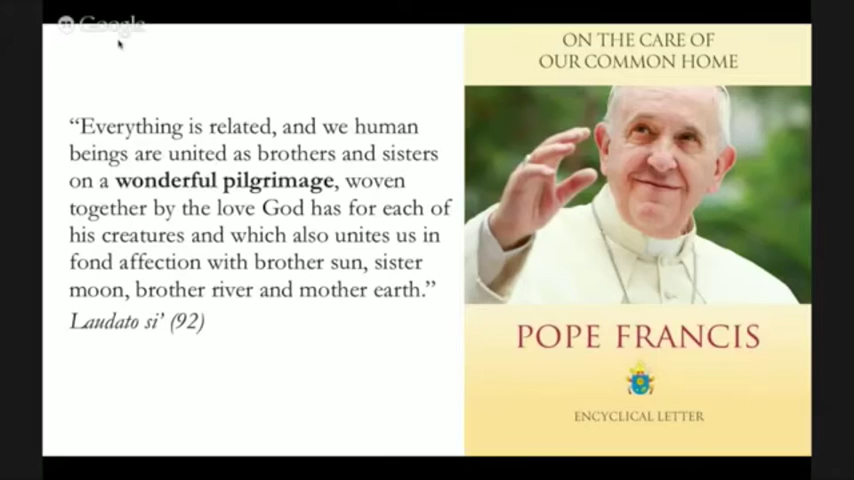 Google
“Everything is related, and we human
beings are united as brothers and sisters
on a wonderful pilgrimage, woven
together by the love God has for each of
his creatures and which also unites us in
fond affection with brother sun, sister
moon, brother river and mother earth.”
Laudato si’ (92)
ON THE CARE OF
OUR COMMON HOME
POPE FRANCIS
ENCYCLICAL LETTER